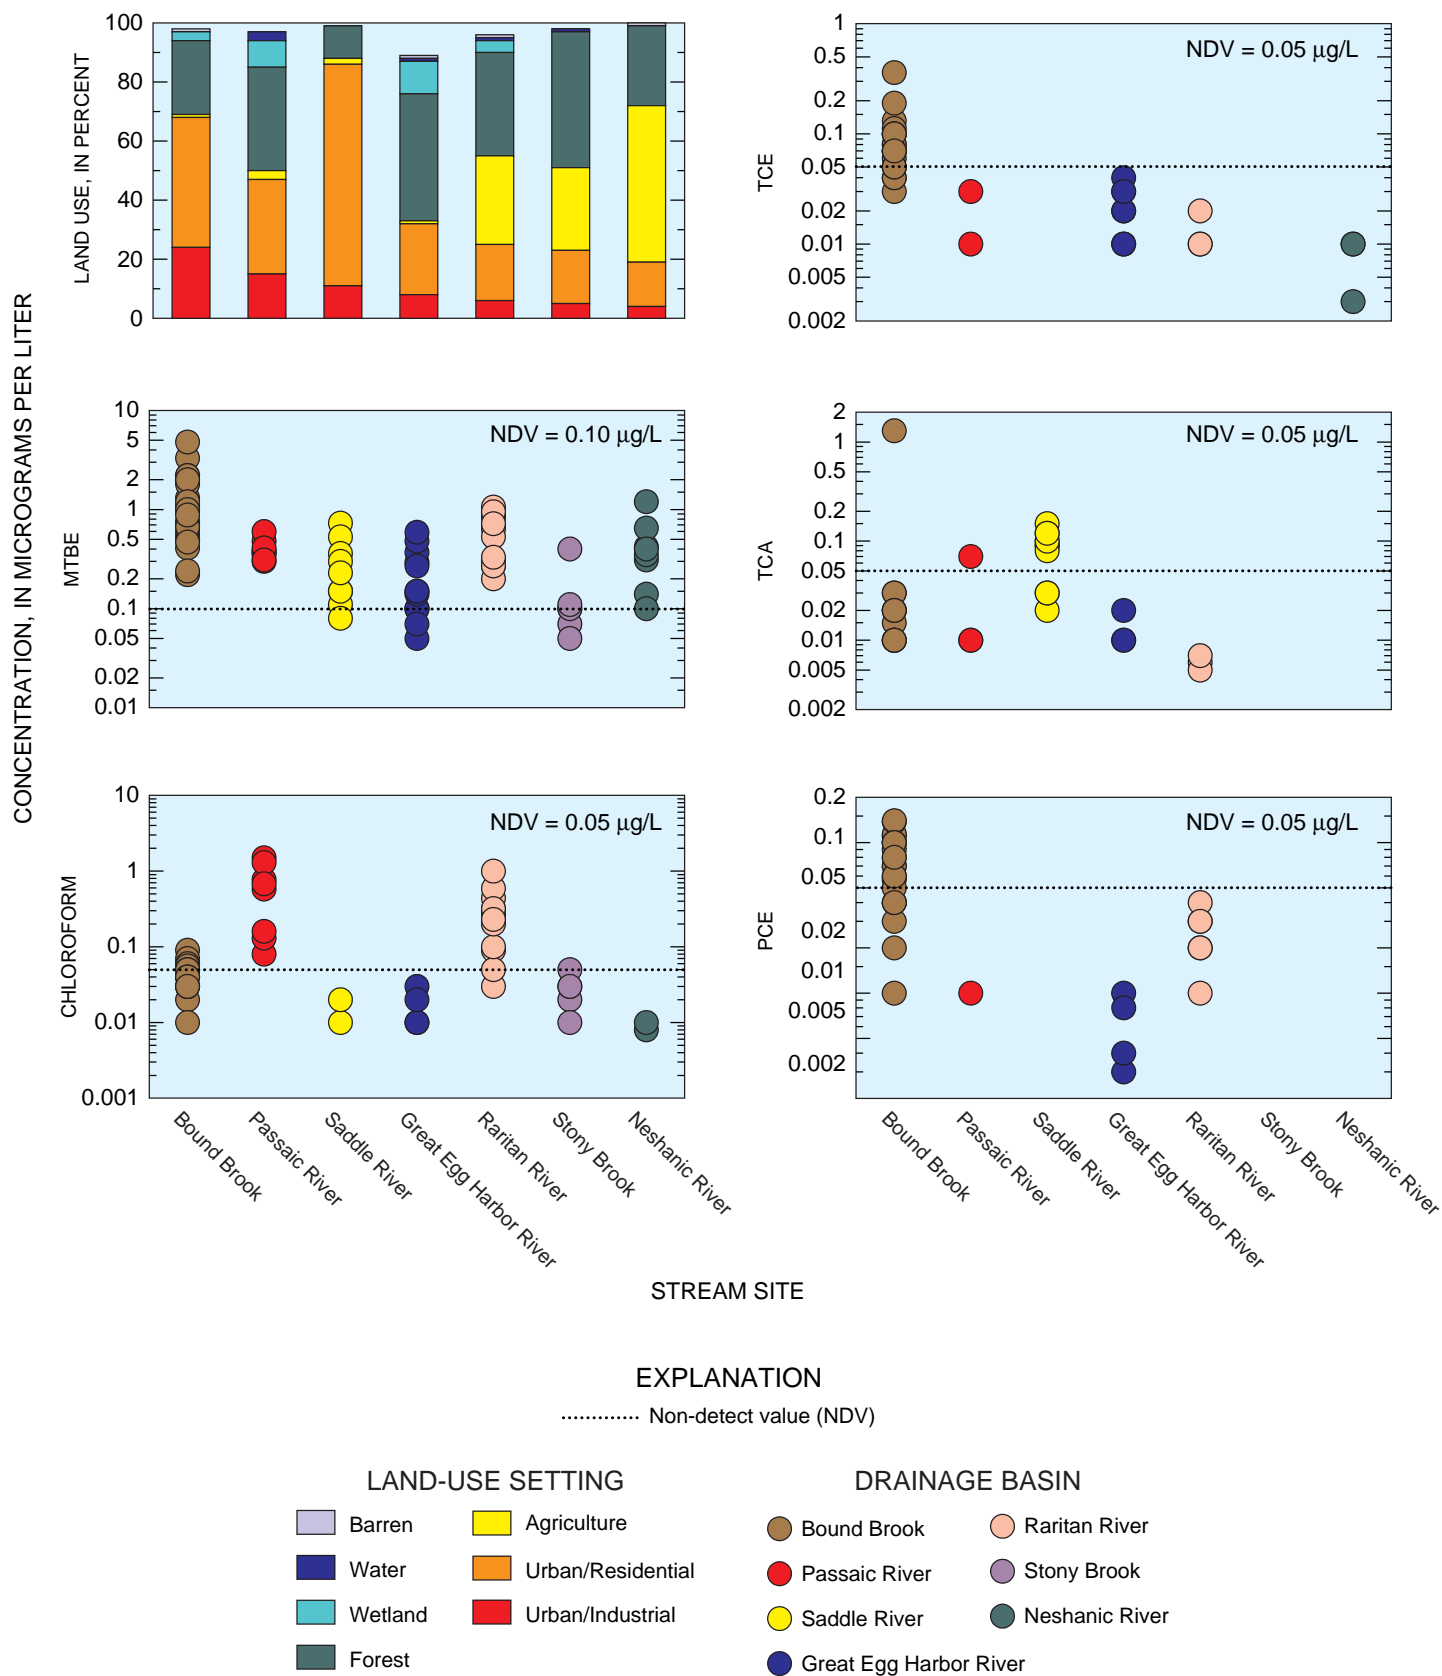 CONCENTRATION, IN MICROGRAMS PER LITER
LAND USE, IN PERCENT
100
80
60
40
20
0
TCE
1
0.5
0.2
0.1
0.05
0.02
0.01
0.005
0.002
NDV = 0.05 µg/L
MTBE
10
5
2
1
0.5
0.2
0.1
0.05
0.02
0.01
NDV = 0.10 µg/L
TCA
2
1
0.5
0.2
0.1
0.05
0.02
0.01
0.005
0.002
NDV = 0.05 µg/L
CHLOROFORM
10
1
0.1
0.01
0.001
NDV = 0.05 µg/L
PCE
0.2
0.1
0.05
0.02
0.01
0.005
0.002
NDV = 0.05 µg/L
Bound Brook
Passaic River
Saddle River
Great Egg Harbor River
Raritan River
Stony Brook
Neshanic River
Bound Brook
Passaic River
Saddle River
Great Egg Harbor River
Raritan River
Stony Brook
Neshanic River
STREAM SITE
EXPLANATION
Non-detect value (NDV)
LAND-USE SETTING
Barren
Water
Wetland
Forest
Agriculture
Urban/Residential
Urban/Industrial
DRAINAGE BASIN
Bound Brook
Passaic River
Saddle River
Great Egg Harbor River
Raritan River
Stony Brook
Neshanic River